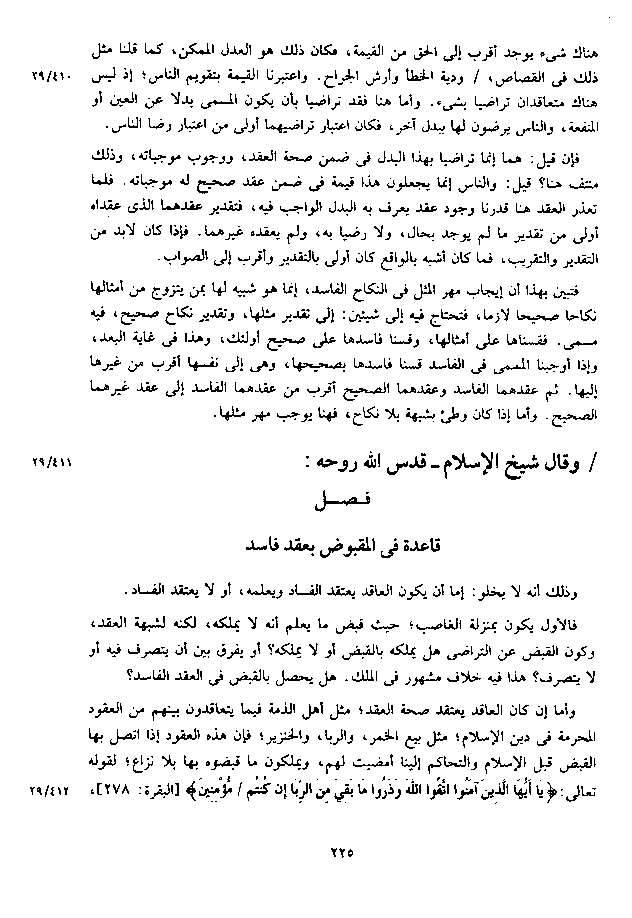 هناك شىء يوجد أقرب إلى الحق من القيمة، فكان ذلك هو العدل الممكن، كما قلنا مثل
٢٩/٤١٠ ذلك فى القصاص، / ودية الخطأ وأرش الجراح. واعتبرنا القيمة بتقويم الناس؛ إذ ليس
هناك متعاقدان تراضيا بشىء. وأما هنا فقد تراضيا بأن يكون المسمى بدلا عن العين أو
المنفعة، والناس يرضون لها ببدل آخر، فكان اعتبار تراضيهما أولى من اعتبار رضا الناس.
فإن قيل: هما إنما تراضيا بهذا البدل فى ضمن صحة العقد، ووجوب موجباته، وذلك
منتف هنا؟ قيل: والناس إنما يجعلون هذا قيمة فى ضمن عقد صحيح له موجباته. فلما
تعذر العقد هنا قدرنا وجود عقد يعرف به البدل الواجب فيه، فتقدير عقدهما الذى عقداه
أولى من تقدير ما لم يوجد بحال، ولا رضيا به، ولم يعقده غيرهما. فإذا كان لابد من
التقدير والتقريب، فما كان أشبه بالواقع كان أولى بالتقدير وأقرب إلى الصواب.
فتبين بهذا أن إيجاب مهر المثل فى النكاح الفاسد، إنما هو شبيه لها بمن يتزوج من أمثالها
نكاحا صحيحا لازما، فتحتاج فيه إلى شيئين: إلى تقدير مثلها، وتقدير نكاح صحيح، فيه
مسمى. فقسناها على أمثالها، وقسنا فاسدها على صحيح أولئك، وهذا فى غاية البعد،
وإذا أوجبنا المسمى فى الفاسد قسنا فاسدها بصحيحها، وهى إلى نفسها أقرب من غيرها
إليها. ثم عقدهما الفاسد وعقدهما الصحيح أقرب من عقدهما الفاسد إلى عقد غيرهما
الصحيح. وأما إذا كان وطئ بشبهة بلا نكاح، فهنا يوجب مهر مثلها.
٢٩/٤١١ / وقال شيخ الإسلام ـ قدس الله روحه :
فصل
قاعدة فى المقبوض بعقد فاسد
وذلك أنه لا يخلو: إما أن يكون العاقد يعتقد الفساد ويعلمه، أو لا يعتقد الفساد.
فالأول يكون بمنزلة الغاصب؛ حيث قبض ما يعلم أنه لا يملكه، لكنه لشبهة العقد،
وكون القبض عن التراضى هل يملكه بالقبض أو لا يملكه؟ أو يفرق بين أن يتصرف فيه أو
لا يتصرف؟ هذا فيه خلاف مشهور فى الملك. هل يحصل بالقبض فى العقد الفاسد؟
وأما إن كان العاقد يعتقد صحة العقد؛ مثل أهل الذمة فيما يتعاقدون بينهم من العقود
المحرمة فى دين الإسلام؛ مثل بيع الخمر، والربا، والخنزير؛ فإن هذه العقود إذا اتصل بها
القبض قبل الإسلام والتحاكم إلينا أمضيت لهم، ويملكون ما قبضوه بها بلا نزاع؛ لقوله
٢٩/٤١٢ تعالى: ﴿يَا أَيُّهَا الَّذِينَ آمَنُوا اتَّقُوا اللَّهَ وَذَرُوا مَا بَقِيَ مِنَ الرِّبَا إِن كُنتُم / مُّؤْمِنِينَ﴾ [البقرة: ٢٧٨]،
٢٢٥